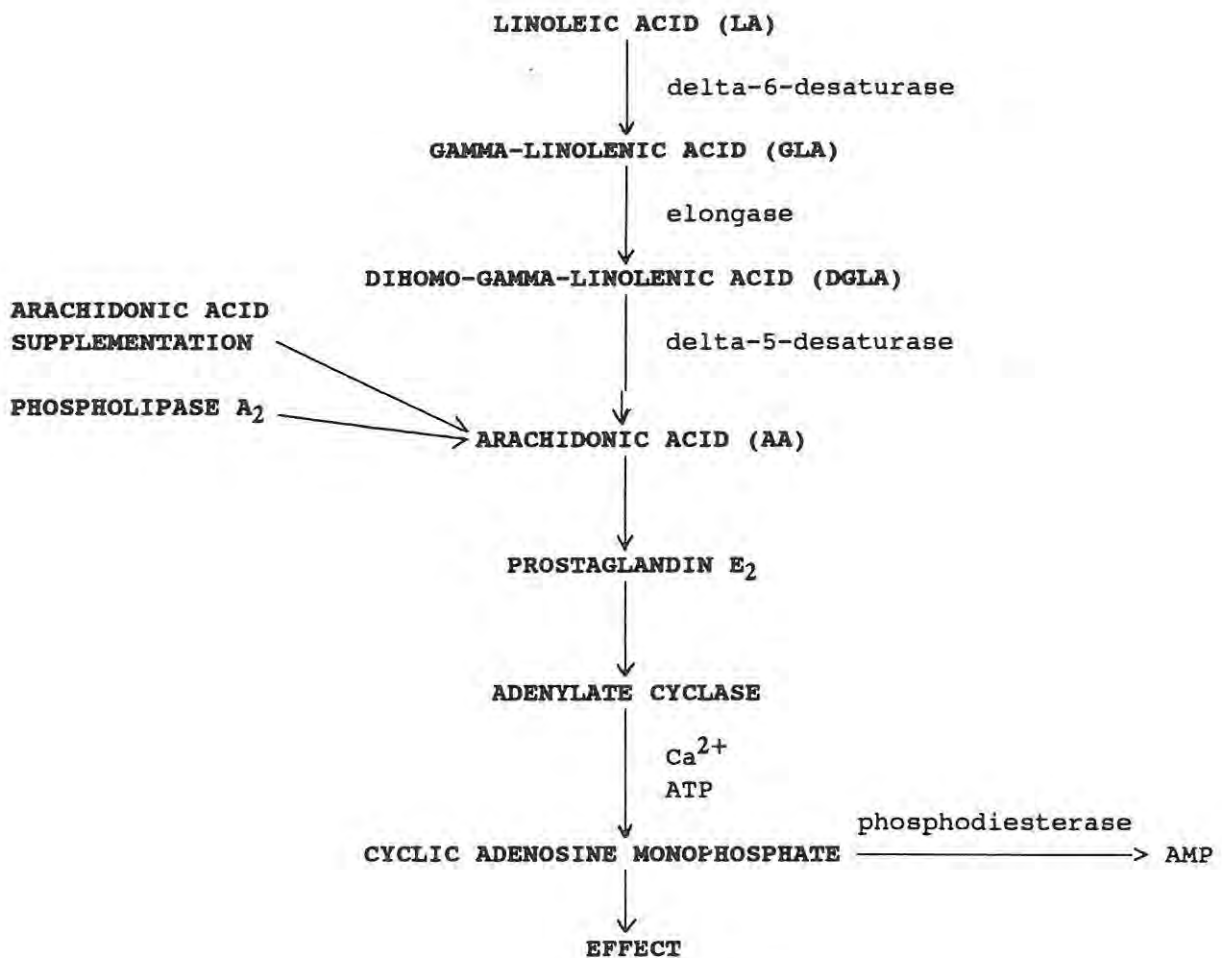 LINOLEIC ACID (LA)
delta-6-desaturase
GAMMA-LINOLENIC ACID (GLA)
elongase
DIHOMO-GAMMA-LINOLENIC ACID (DGLA)
ARACHIDONIC ACID
SUPPLEMENTATION
delta-5-desaturase
PHOSPHOLIPASE A2
ARACHIDONIC ACID (AA)
PROSTAGLANDIN E2
ADENYLATE CYCLASE
Ca2+
ATP
phosphodiesterase
CYCLIC ADENOSINE MONOPHOSPHATE AMP
EFFECT